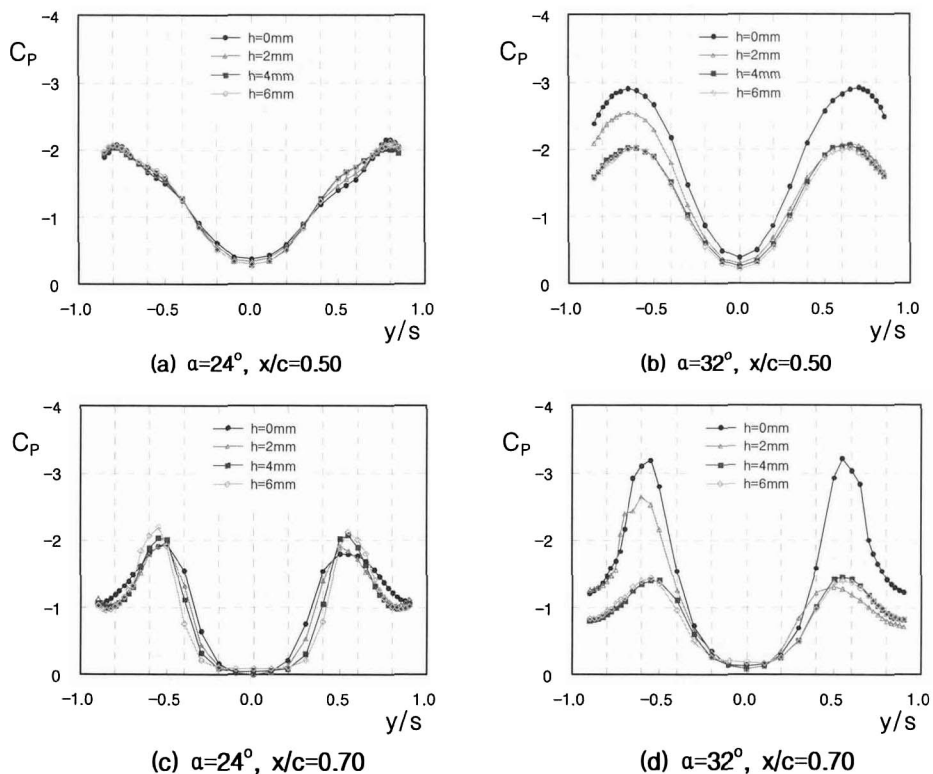 -4
h=0mm
C_P
h=2mm
-3
h=4mm
h=6mm
-2
-1
0
-1.0 -0.5 0.0 0.5 1.0
y/s
(a) α=24°, x/c=0.50
-4
h=0mm
C_P
h=2mm
-3
h=4mm
h=6mm
-2
-1
0
-1.0 -0.5 0.0 0.5 1.0
y/s
(b) α=32°, x/c=0.50
-4
h=0mm
C_P
h=2mm
-3
h=4mm
h=6mm
-2
-1
0
-1.0 -0.5 0.0 0.5 1.0
y/s
(c) α=24°, x/c=0.70
-4
h=0mm
C_P
h=2mm
-3
h=4mm
h=6mm
-2
-1
0
-1.0 -0.5 0.0 0.5 1.0
y/s
(d) α=32°, x/c=0.70